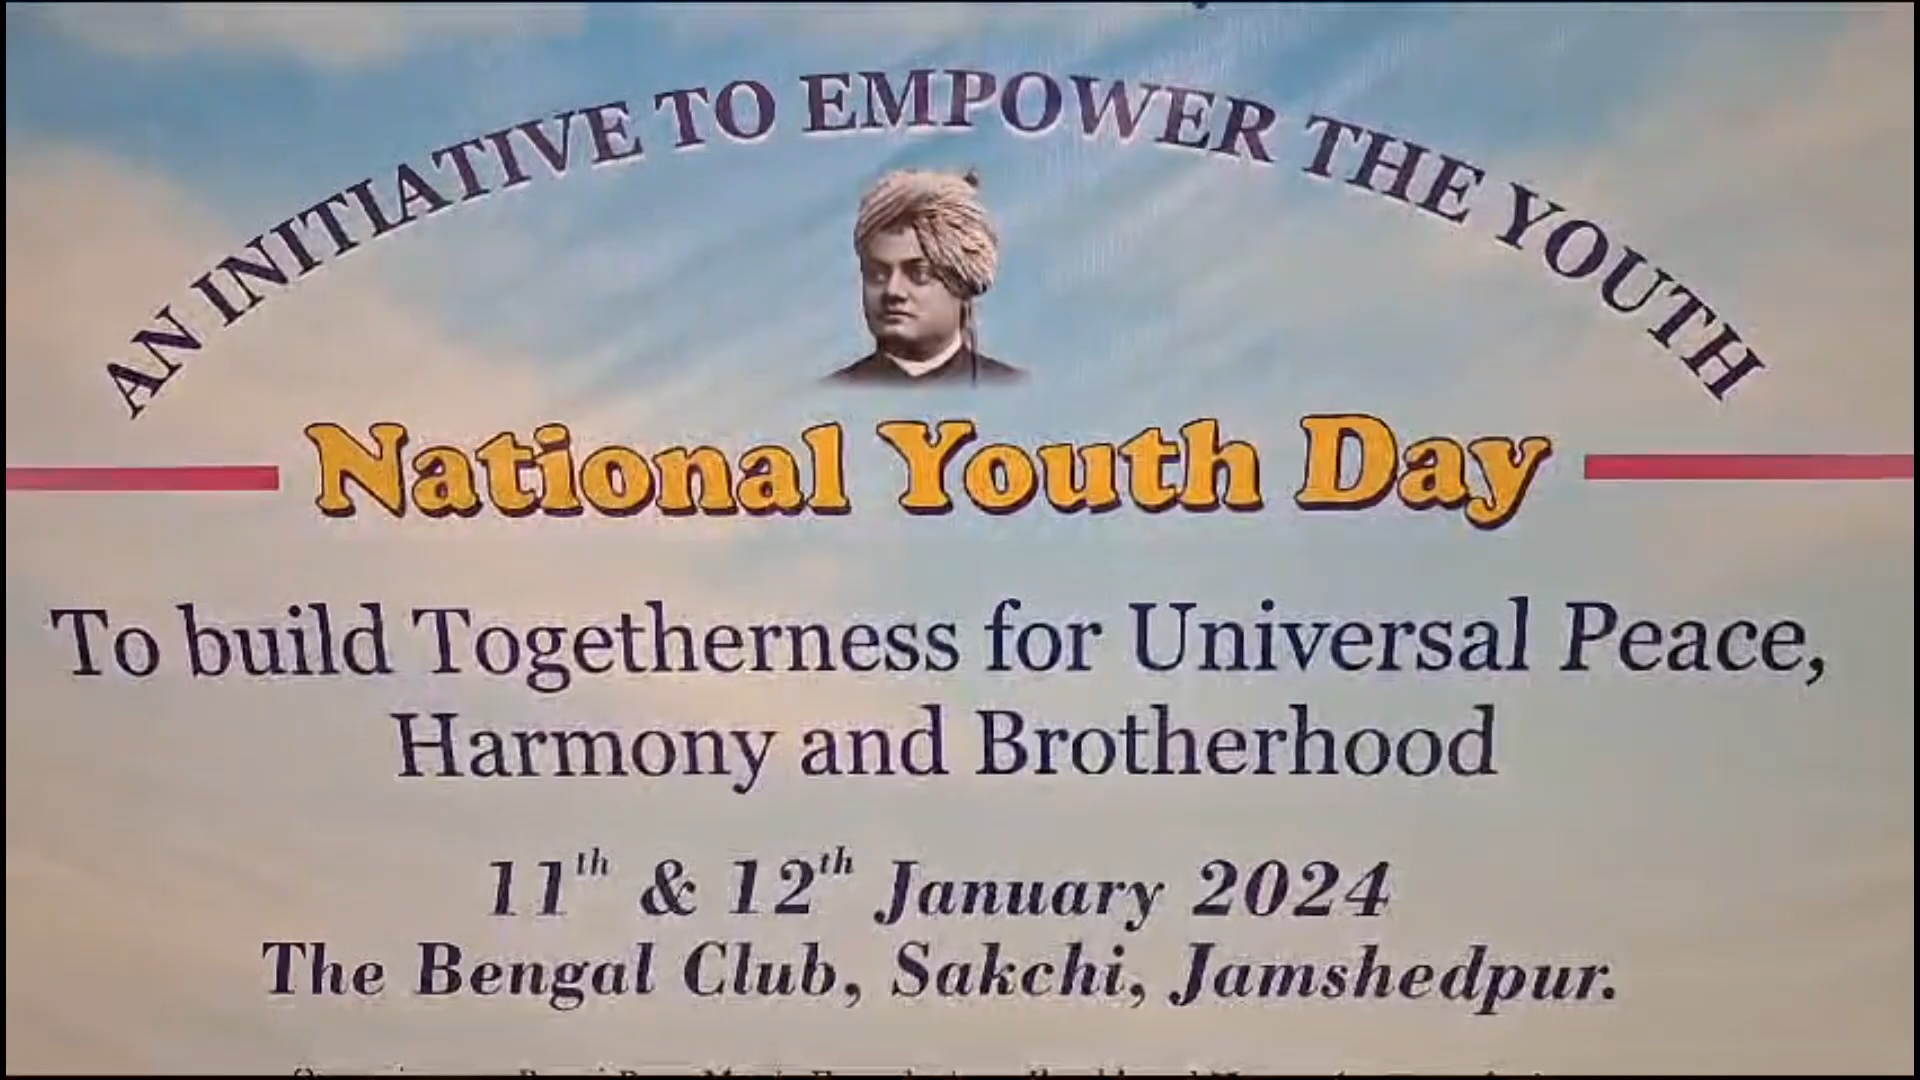 AN INITIATIVE TO EMPOWER THE YOUTH
National Youth Day
To build Togetherness for Universal Peace,
Harmony and Brotherhood
11th & 12th January 2024
The Bengal Club, Sakchi, Jamshedpur.